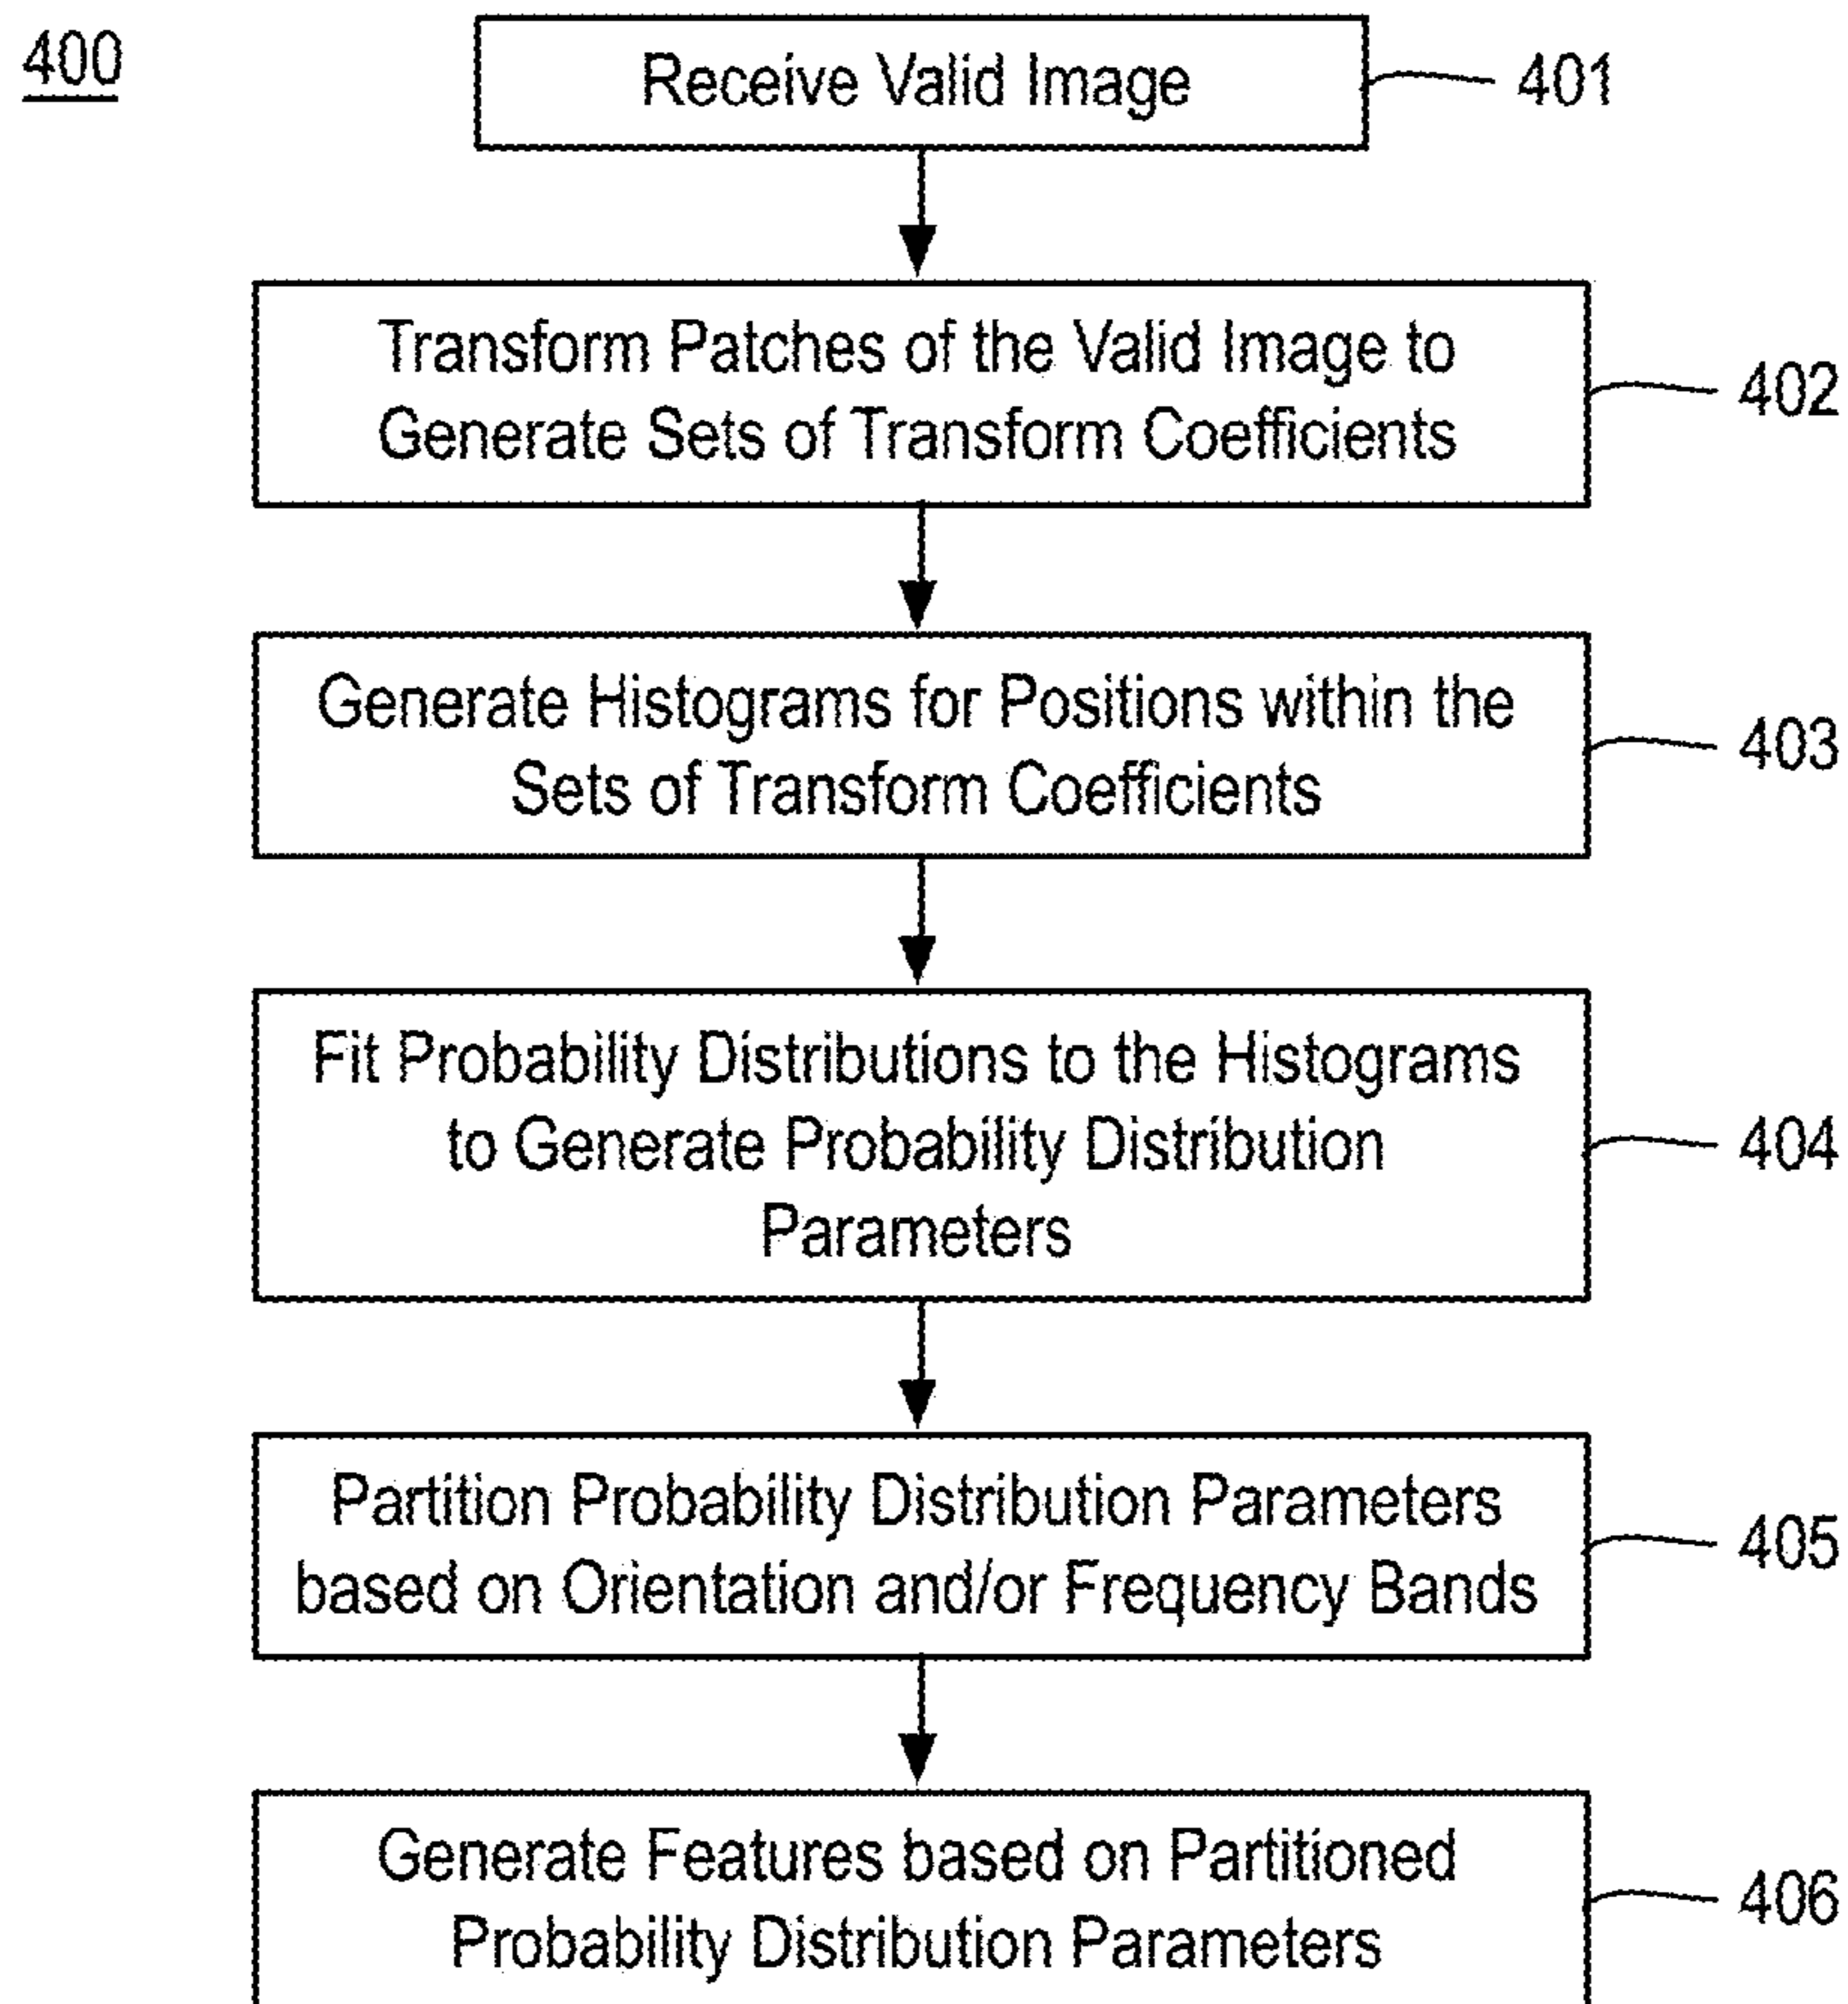 400
Receive Valid Image
401
Transform Patches of the Valid Image to
Generate Sets of Transform Coefficients
402
Generate Histograms for Positions within the
Sets of Transform Coefficients
403
Fit Probability Distributions to the Histograms
to Generate Probability Distribution
Parameters
404
Partition Probability Distribution Parameters
based on Orientation and/or Frequency Bands
405
Generate Features based on Partitioned
Probability Distribution Parameters
406